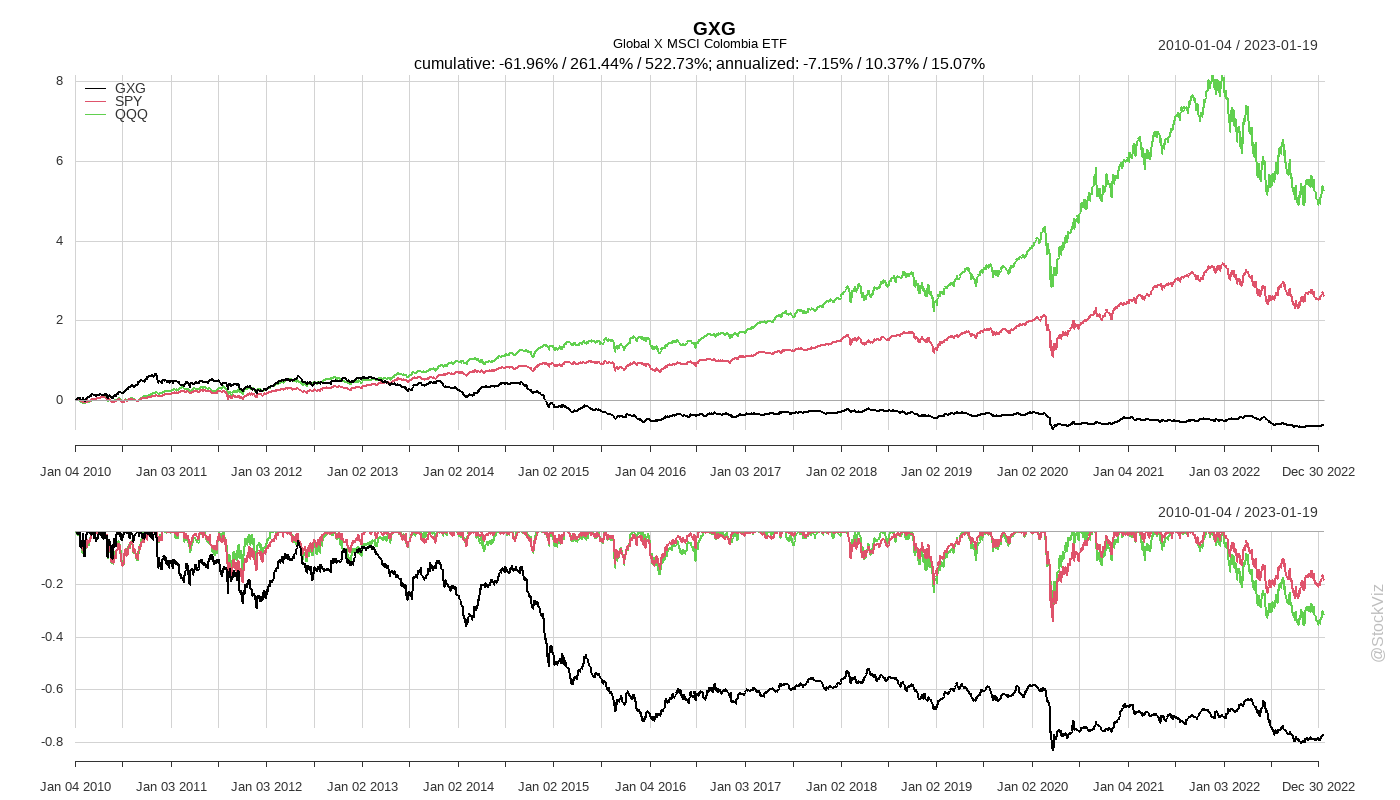 GXG
Global X MSCI Colombia ETF
2010-01-04 / 2023-01-19
cumulative: -61.96% / 261.44% / 522.73%; annualized: -7.15% / 10.37% / 15.07%
GXG
SPY
QQQ
8
6
4
2
0
Jan 04 2010 Jan 03 2011 Jan 03 2012 Jan 02 2013 Jan 02 2014 Jan 02 2015 Jan 04 2016 Jan 03 2017 Jan 02 2018 Jan 02 2019 Jan 02 2020 Jan 04 2021 Jan 03 2022 Dec 30 2022
2010-01-04 / 2023-01-19
-0.2
-0.4
-0.6
-0.8
Jan 04 2010 Jan 03 2011 Jan 03 2012 Jan 02 2013 Jan 02 2014 Jan 02 2015 Jan 04 2016 Jan 03 2017 Jan 02 2018 Jan 02 2019 Jan 02 2020 Jan 04 2021 Jan 03 2022 Dec 30 2022
@StockViz